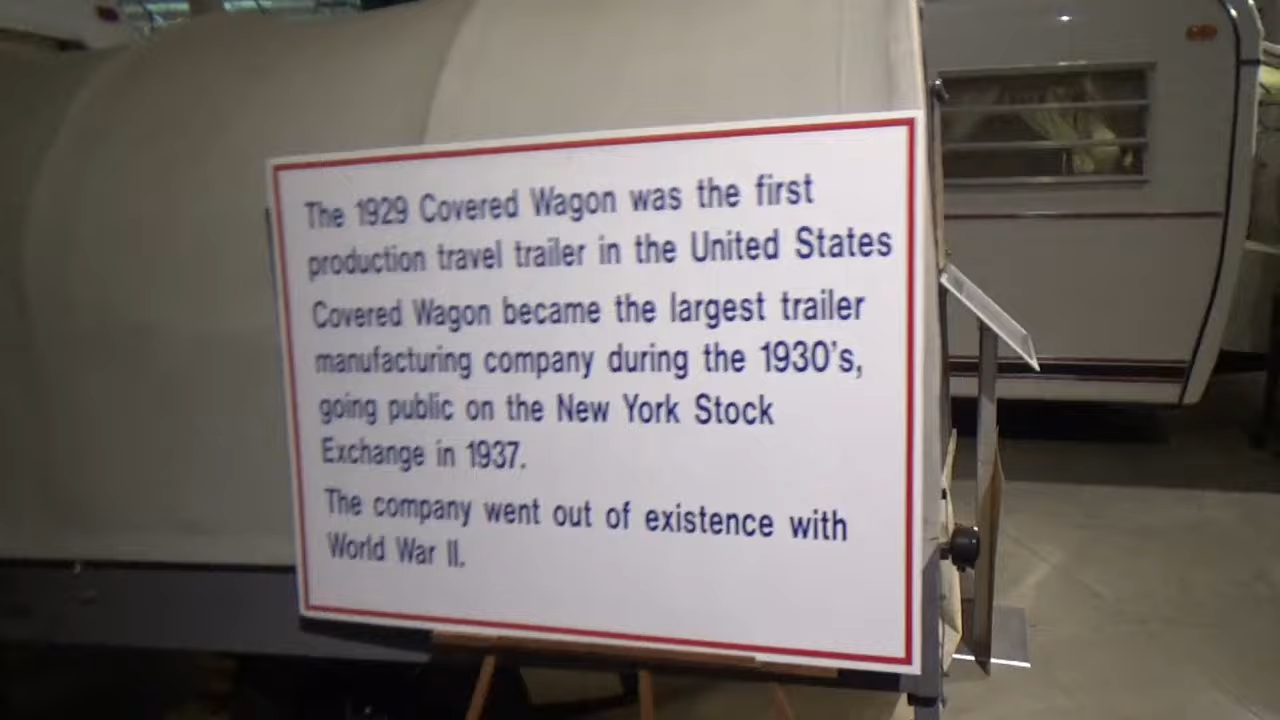 The 1929 Covered Wagon was the first
production travel trailer in the United States
Covered Wagon became the largest trailer
manufacturing company during the 1930's,
going public on the New York Stock
Exchange in 1937.
The company went out of existence with
World War II.